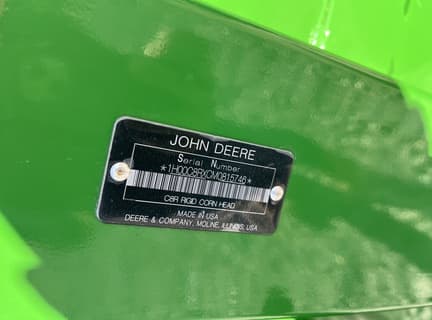 JOHN DEERE
Serial Number
*1H00C8RXCM0815746*
C8R RIGID CORN HEAD
MADE IN USA
DEERE & COMPANY, MOLINE, ILLINOIS, USA